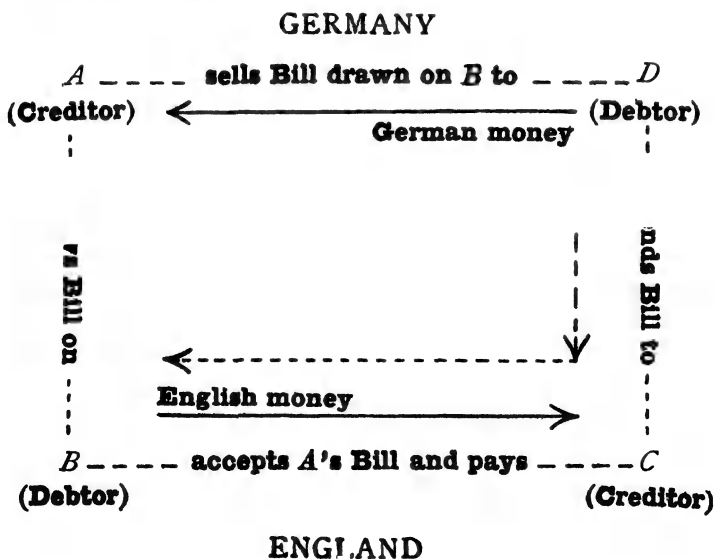 GERMANY
A sells Bill drawn on B to D
(Creditor) (Debtor)
German money
Bill on
Bill to
English money
B accepts A's Bill and pays C
(Debtor) (Creditor)
ENGLAND